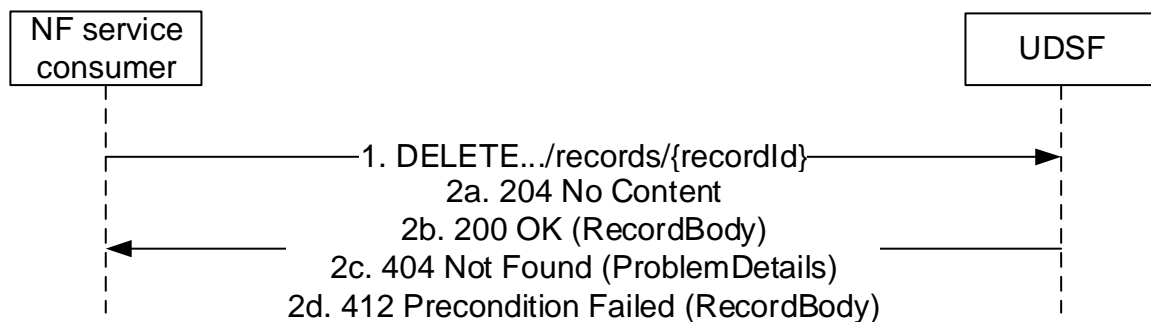 NF service
consumer
UDSF
1. DELETE.../records/{recordId}
2a. 204 No Content
2b. 200 OK (RecordBody)
2c. 404 Not Found (ProblemDetails)
2d. 412 Precondition Failed (RecordBody)